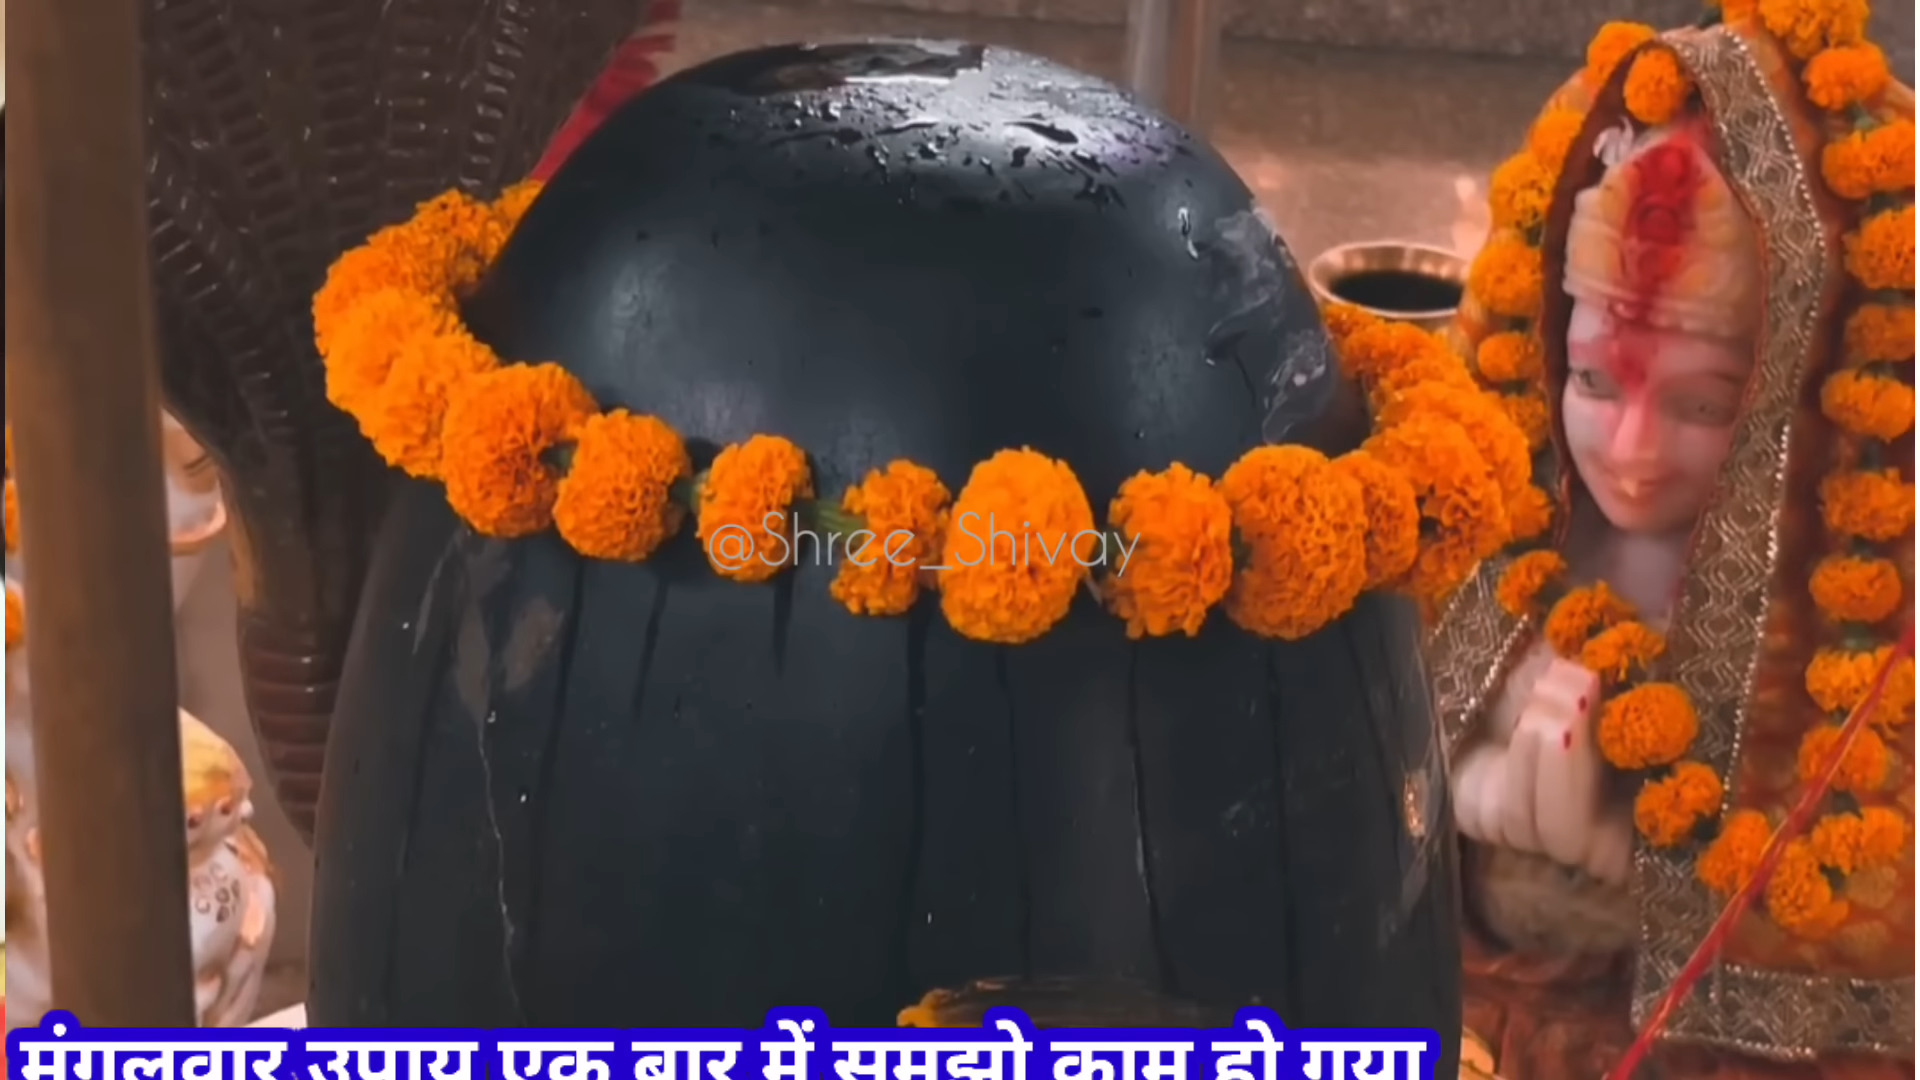 @Shree_Shivay
मंगलवार उपाय एक बार में समझो काम हो गया